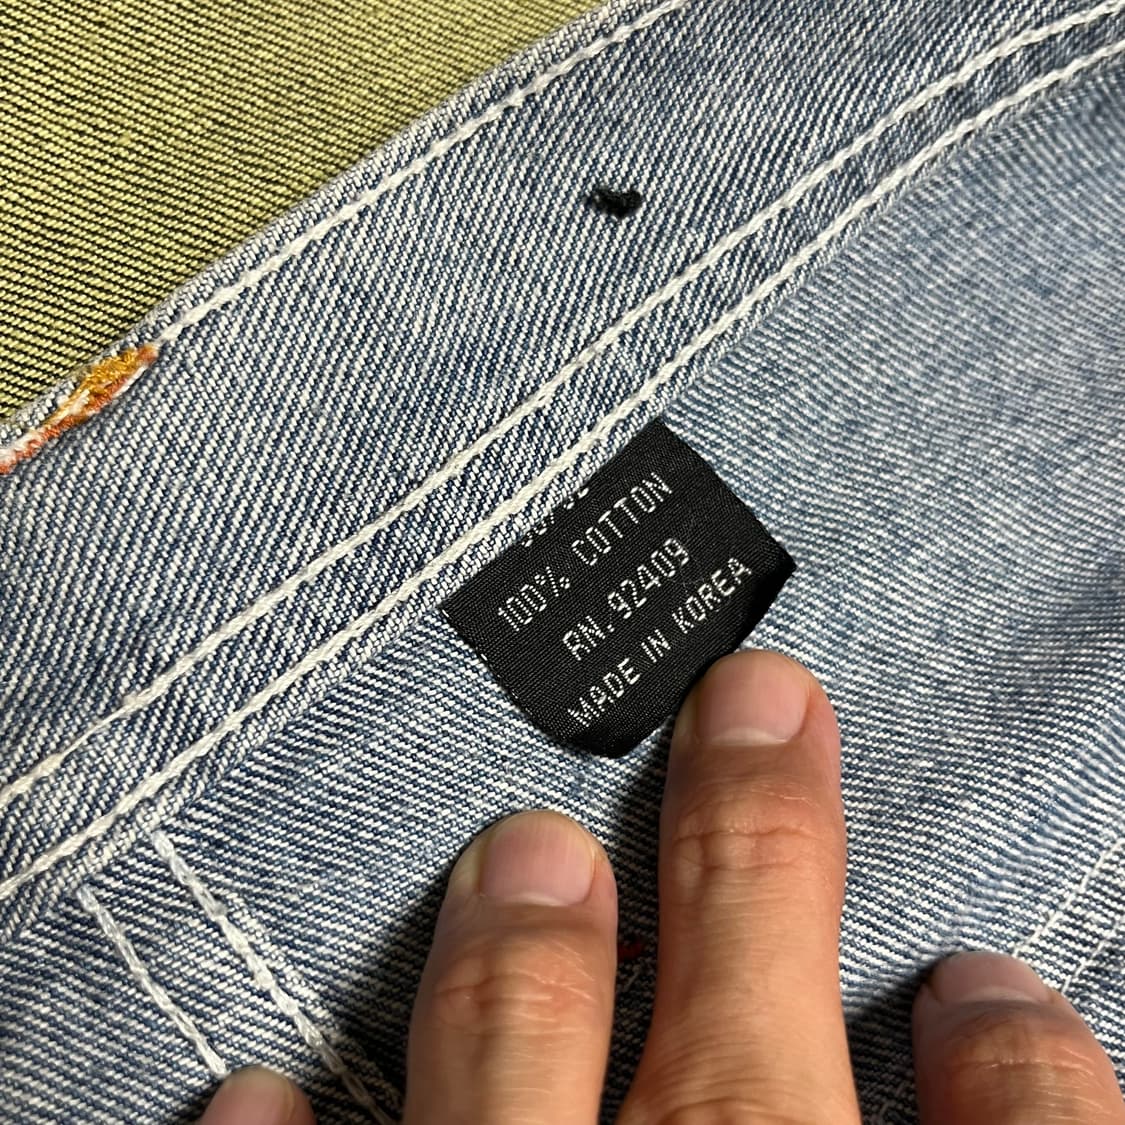 100% COTTON
RN.92409
MADE IN KOREA